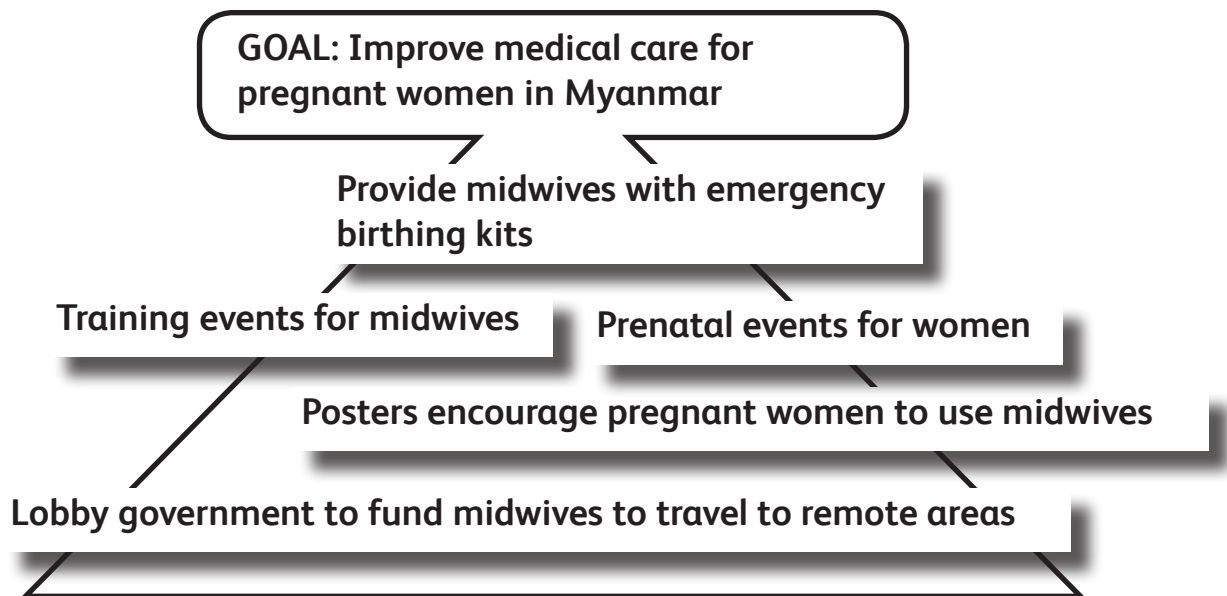 GOAL: Improve medical care for
pregnant women in Myanmar
Provide midwives with emergency
birthing kits
Training events for midwives
Prenatal events for women
Posters encourage pregnant women to use midwives
Lobby government to fund midwives to travel to remote areas